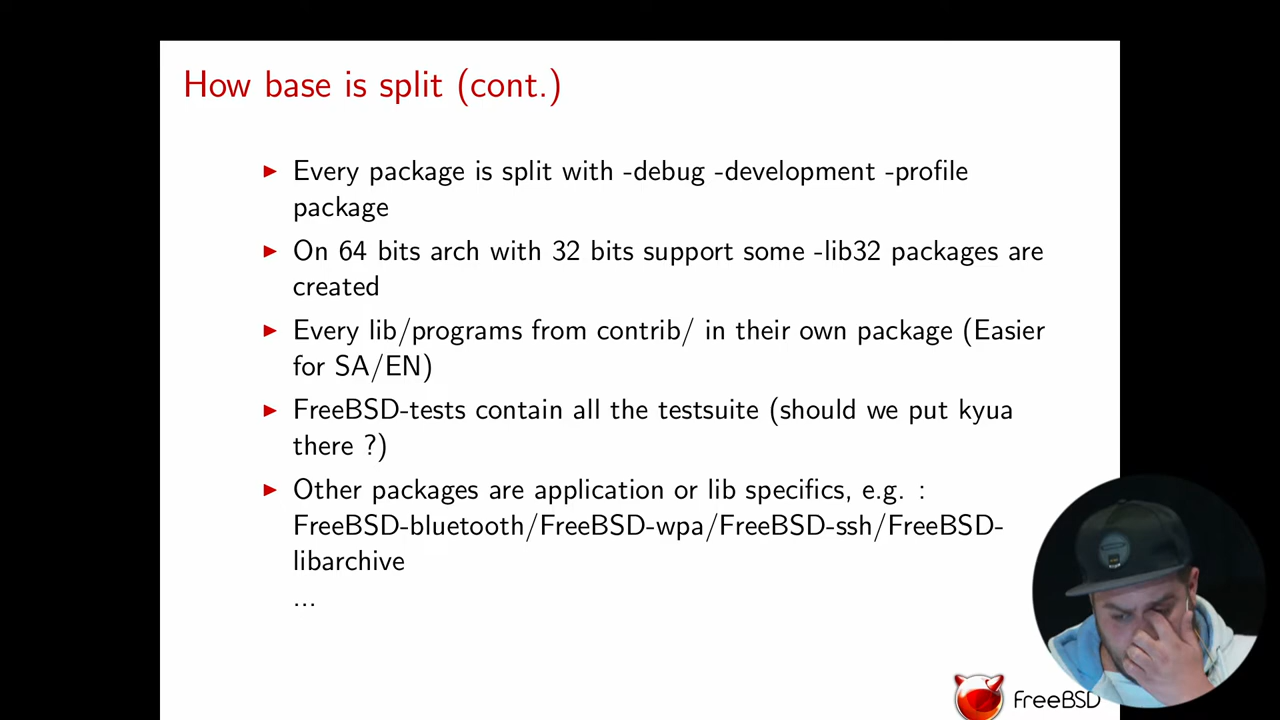 How base is split (cont.)
Every package is split with -debug -development -profile
package
On 64 bits arch with 32 bits support some -lib32 packages are
created
Every lib/programs from contrib/ in their own package (Easier
for SA/EN)
FreeBSD-tests contain all the testsuite (should we put kyua
there ?)
Other packages are application or lib specifics, e.g. :
FreeBSD-bluetooth/FreeBSD-wpa/FreeBSD-ssh/FreeBSD-
libarchive
...
FreeBSD